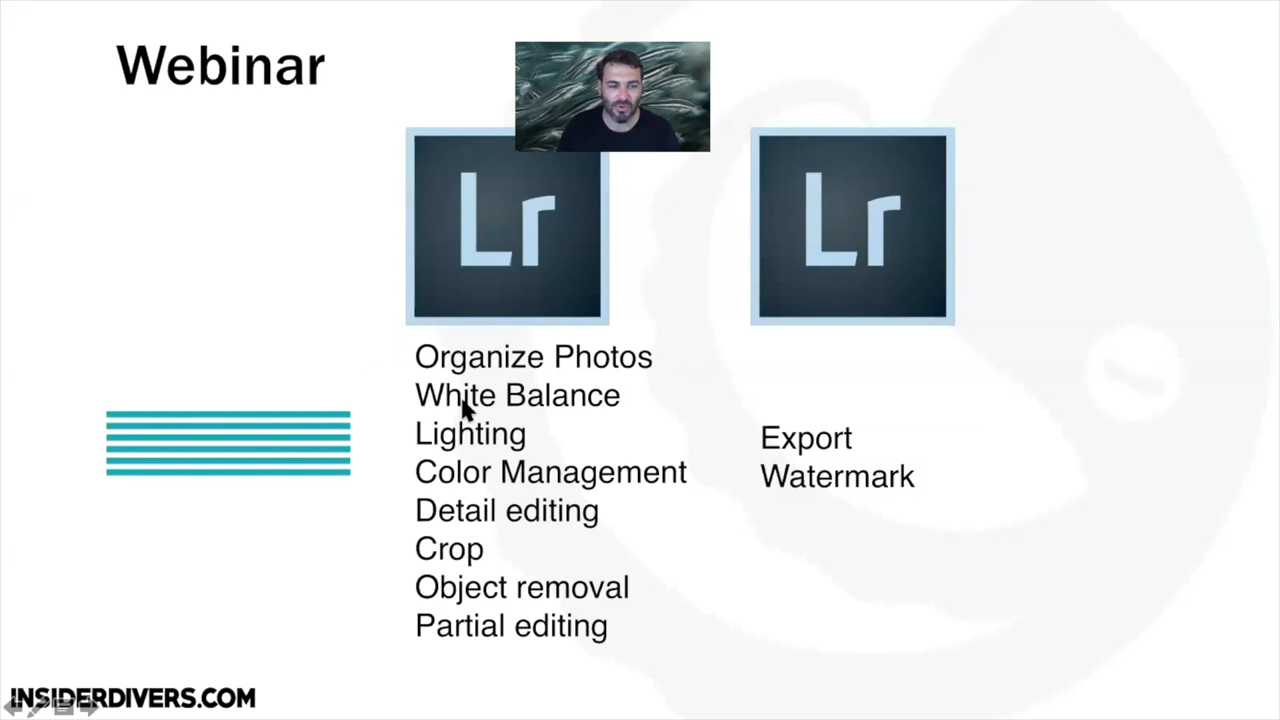 Webinar
Lr
Lr
Organize Photos
White Balance
Lighting
Color Management
Detail editing
Crop
Object removal
Partial editing
Export
Watermark
INSIDERDIVERS.COM